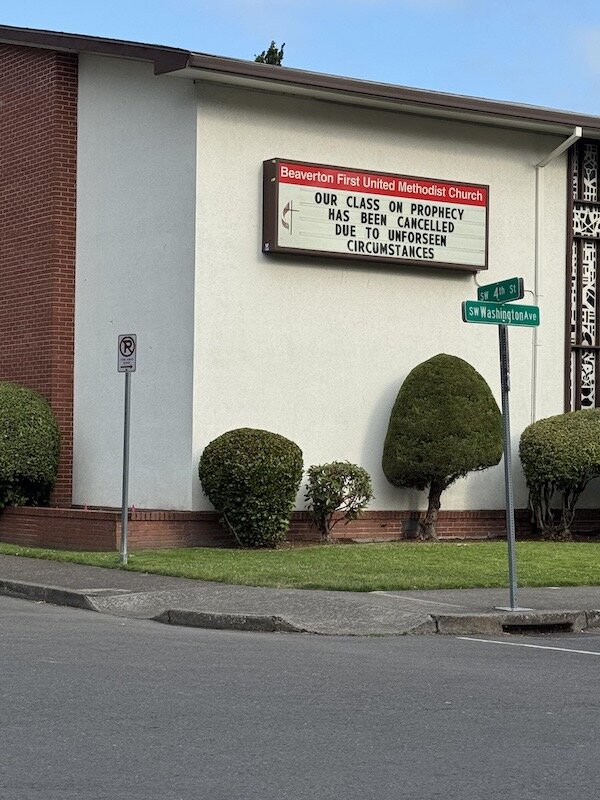 Beaverton First United Methodist Church
OUR CLASS ON PROPHECY
HAS BEEN CANCELLED
DUE TO UNFORSEEN
CIRCUMSTANCES
SW 4th St
SW Washington Ave